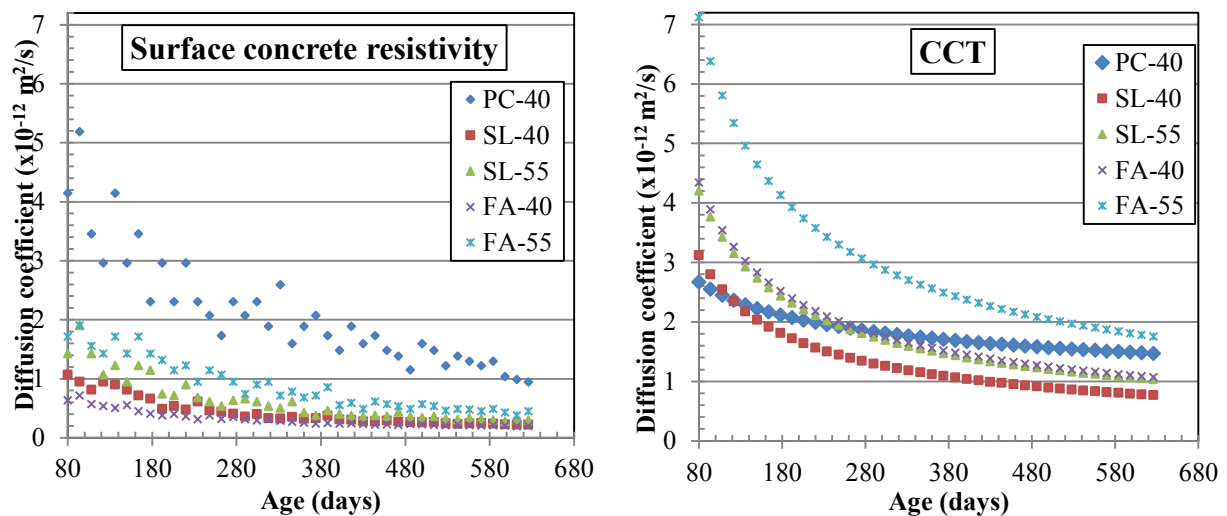 Surface concrete resistivity
Diffusion coefficient (x10⁻¹² m²/s)
7
6
5
4
3
2
1
0
PC-40
SL-40
SL-55
FA-40
FA-55
80 180 280 380 480 580 680
Age (days)
CCT
Diffusion coefficient (x10⁻¹² m²/s)
7
6
5
4
3
2
1
0
PC-40
SL-40
SL-55
FA-40
FA-55
80 180 280 380 480 580 680
Age (days)